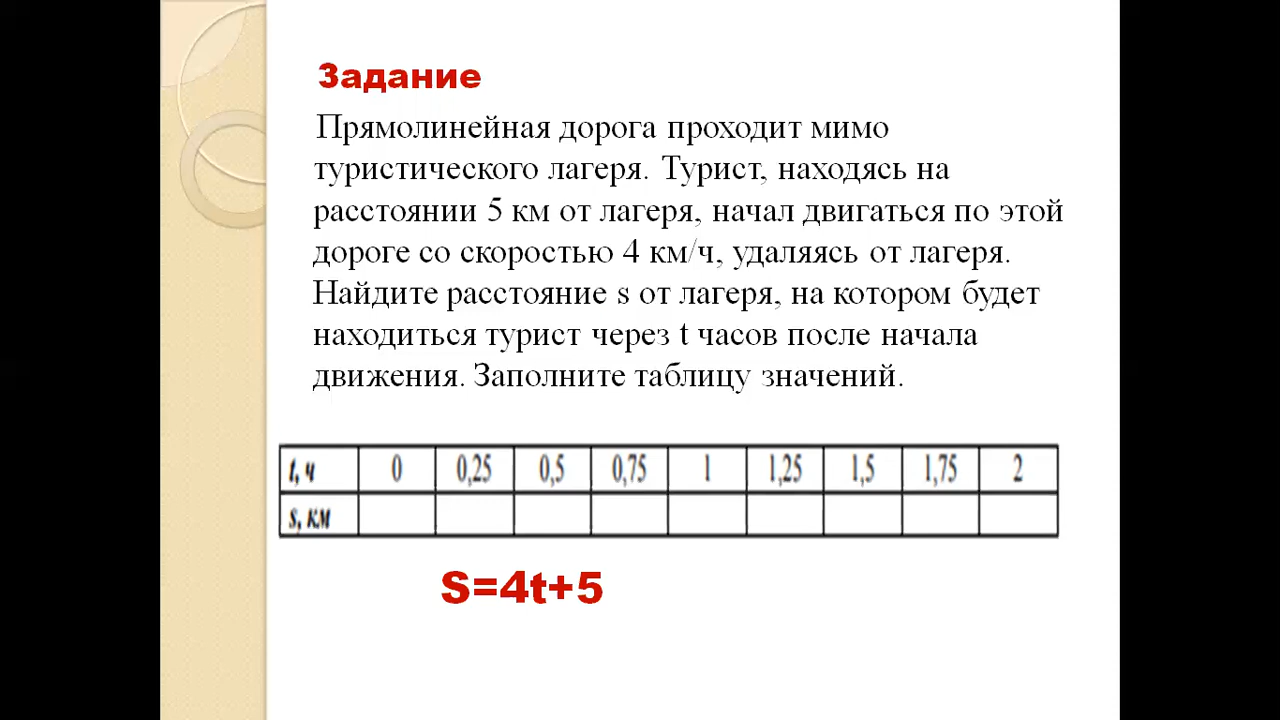 Задание
Прямолинейная дорога проходит мимо
туристического лагеря. Турист, находясь на
расстоянии 5 км от лагеря, начал двигаться по этой
дороге со скоростью 4 км/ч, удаляясь от лагеря.
Найдите расстояние s от лагеря, на котором будет
находиться турист через t часов после начала
движения. Заполните таблицу значений.
t, ч 0 0,25 0,5 0,75 1 1,25 1,5 1,75 2
s, км
S=4t+5